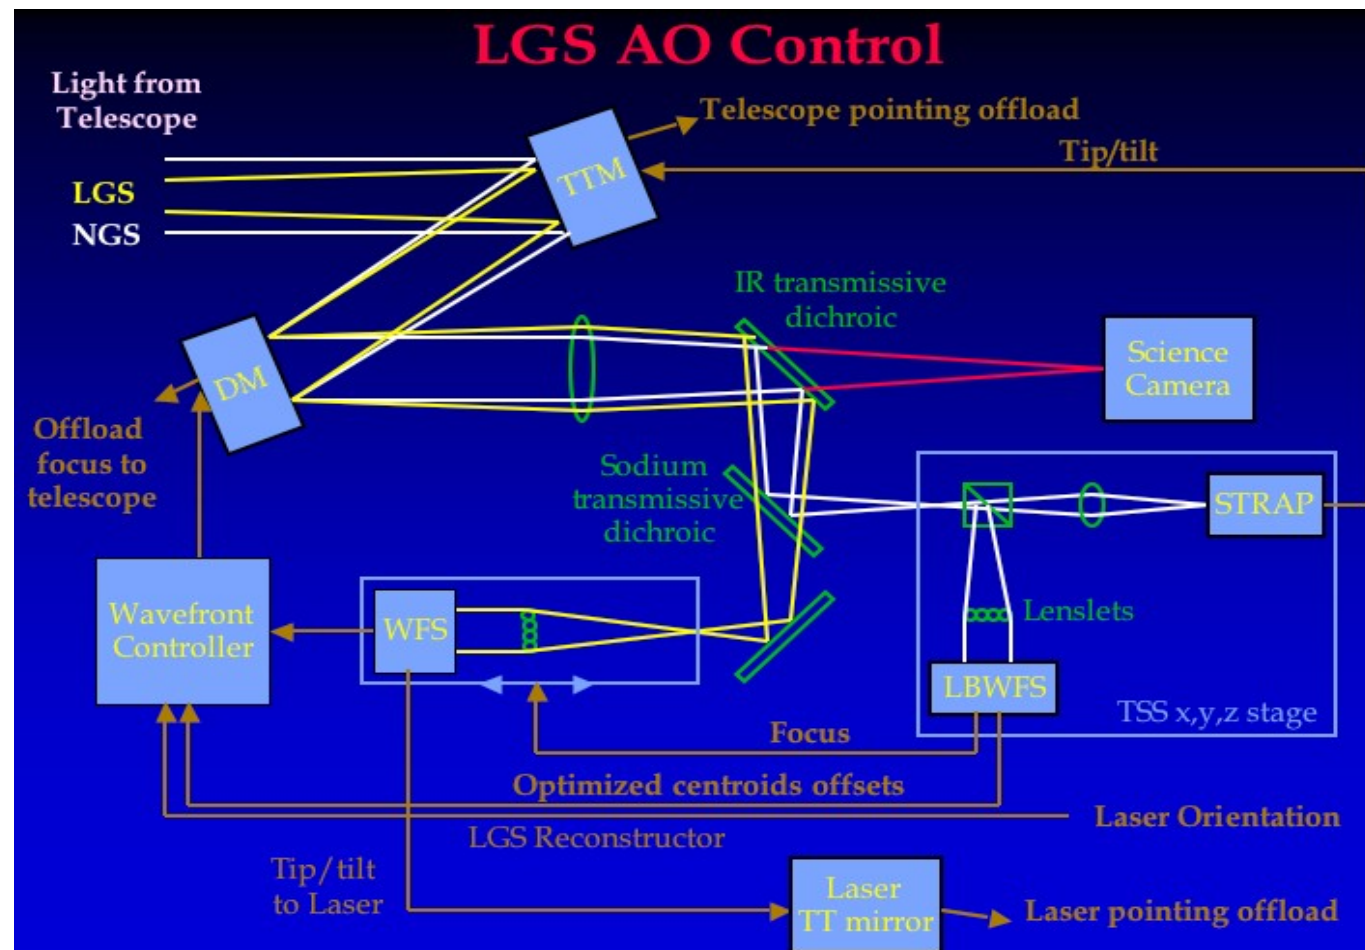 LGS AO Control
Light from
Telescope
Telescope pointing offload
Tip/tilt
TTM
LGS
NGS
IR transmissive
dichroic
DM
Science
Camera
Offload
focus to
telescope
Sodium
transmissive
dichroic
STRAP
Wavefront
Controller
WFS
Lenslets
LBWFS
TSS x,y,z stage
Focus
Optimized centroids offsets
Laser Orientation
LGS Reconstructor
Tip/tilt
to Laser
Laser
TT mirror
Laser pointing offload